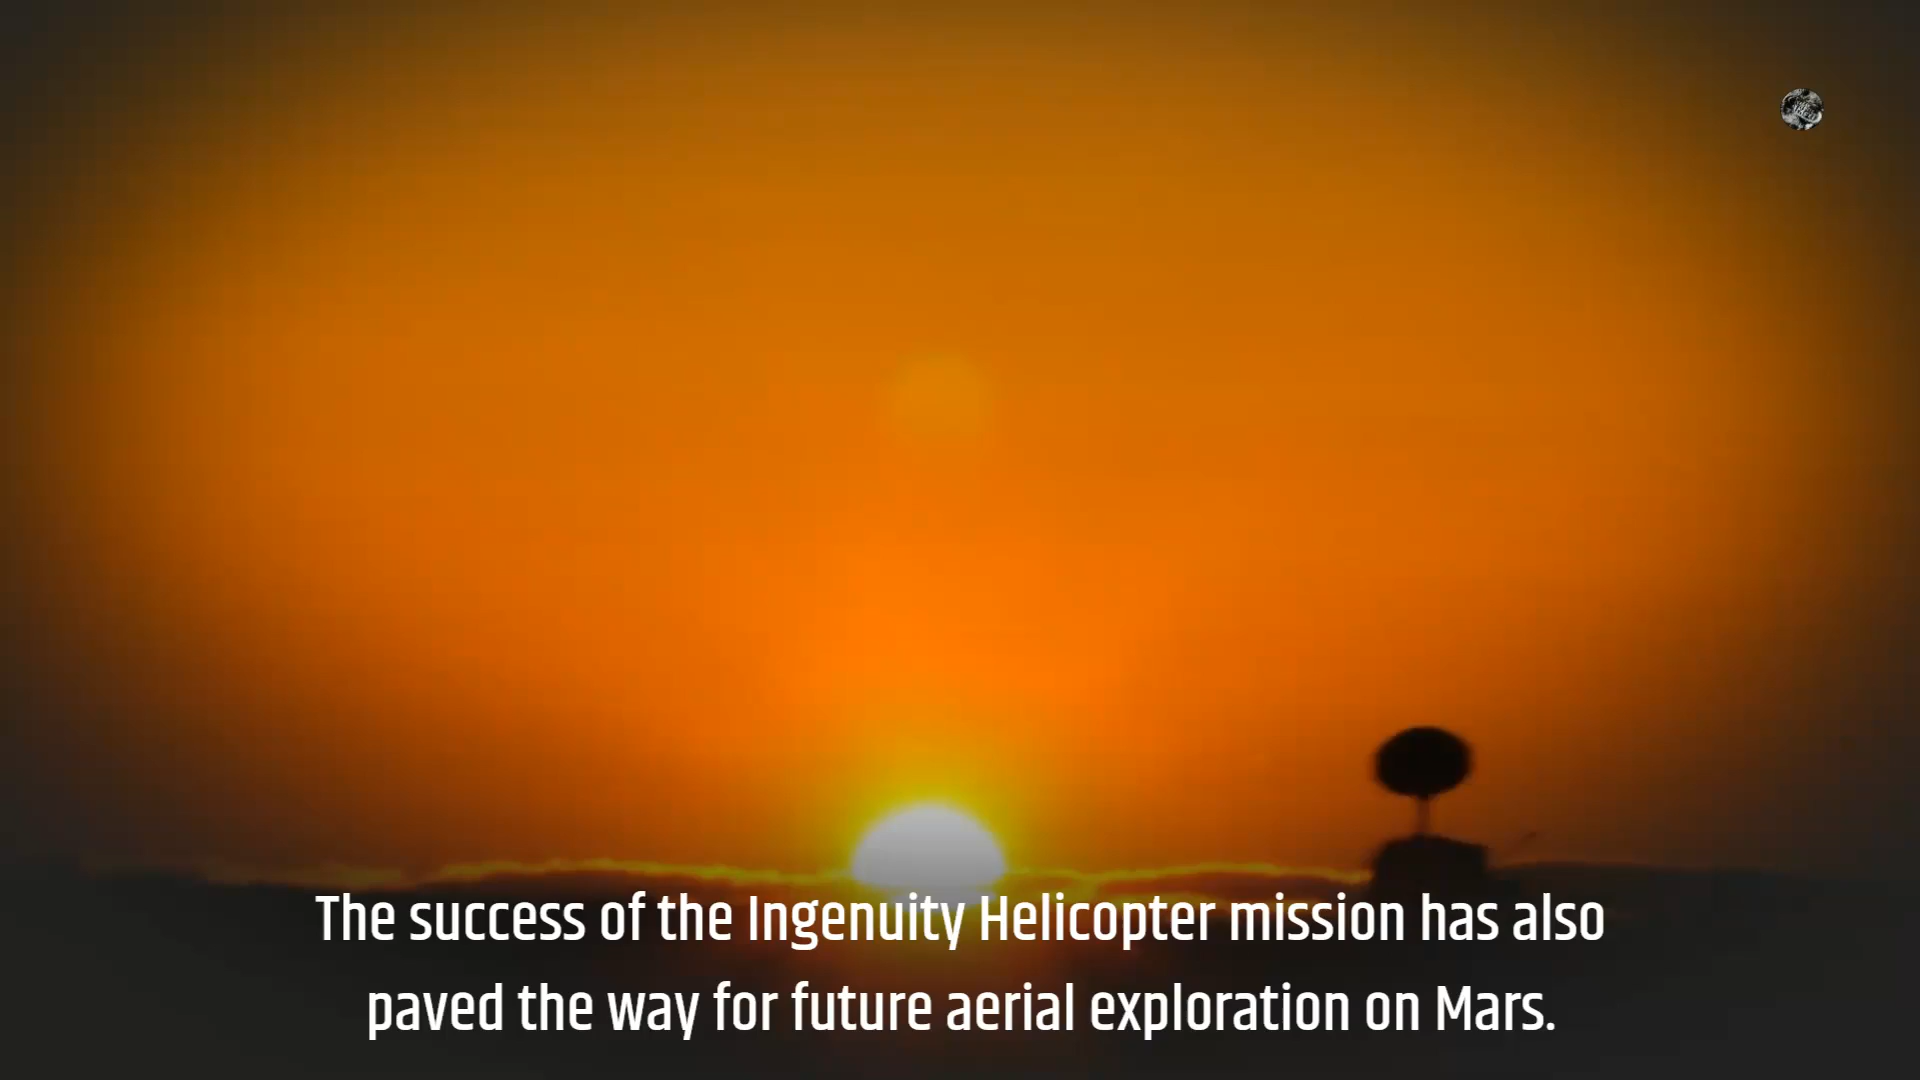 The success of the Ingenuity Helicopter mission has also
paved the way for future aerial exploration on Mars.